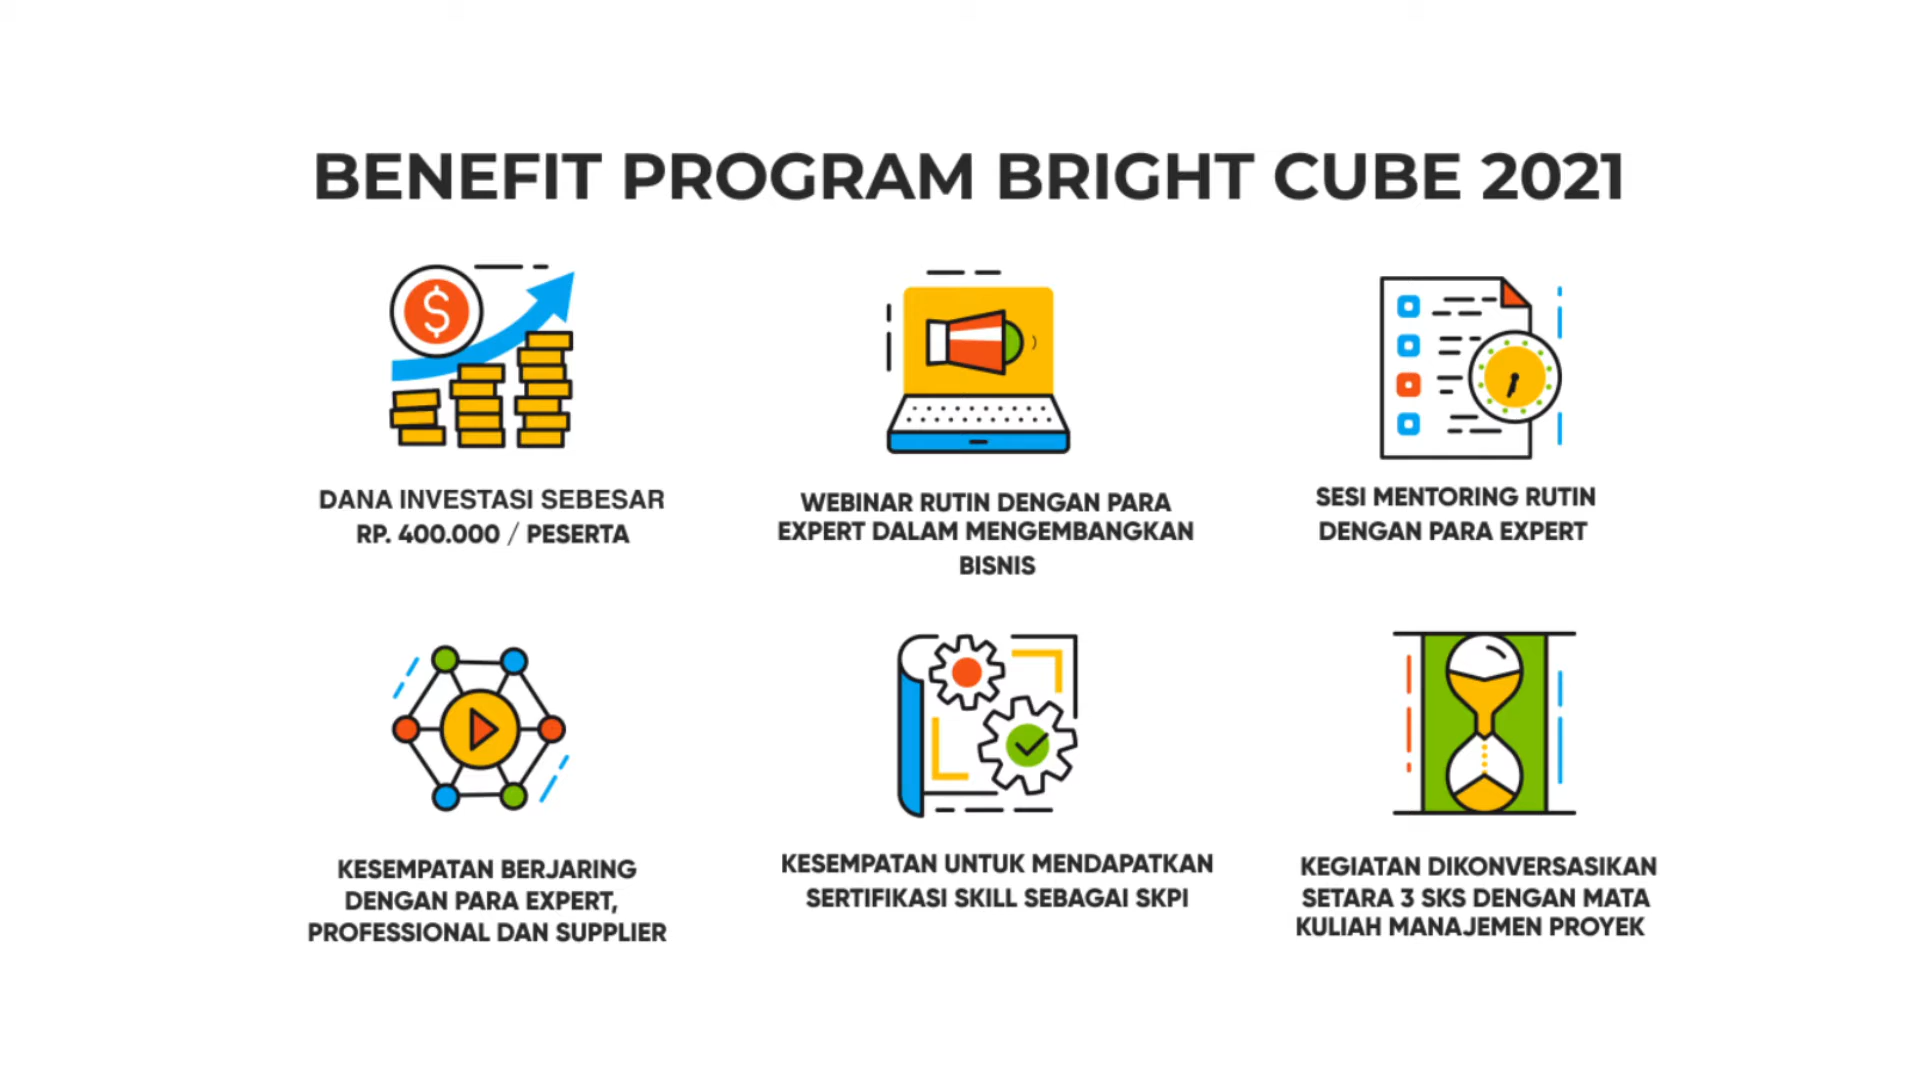 BENEFIT PROGRAM BRIGHT CUBE 2021
DANA INVESTASI SEBESAR
RP. 400.000 / PESERTA
WEBINAR RUTIN DENGAN PARA
EXPERT DALAM MENGEMBANGKAN
BISNIS
SESI MENTORING RUTIN
DENGAN PARA EXPERT
KESEMPATAN BERJARING
DENGAN PARA EXPERT,
PROFESSIONAL DAN SUPPLIER
KESEMPATAN UNTUK MENDAPATKAN
SERTIFIKASI SKILL SEBAGAI SKPI
KEGIATAN DIKONVERSASIKAN
SETARA 3 SKS DENGAN MATA
KULIAH MANAJEMEN PROYEK